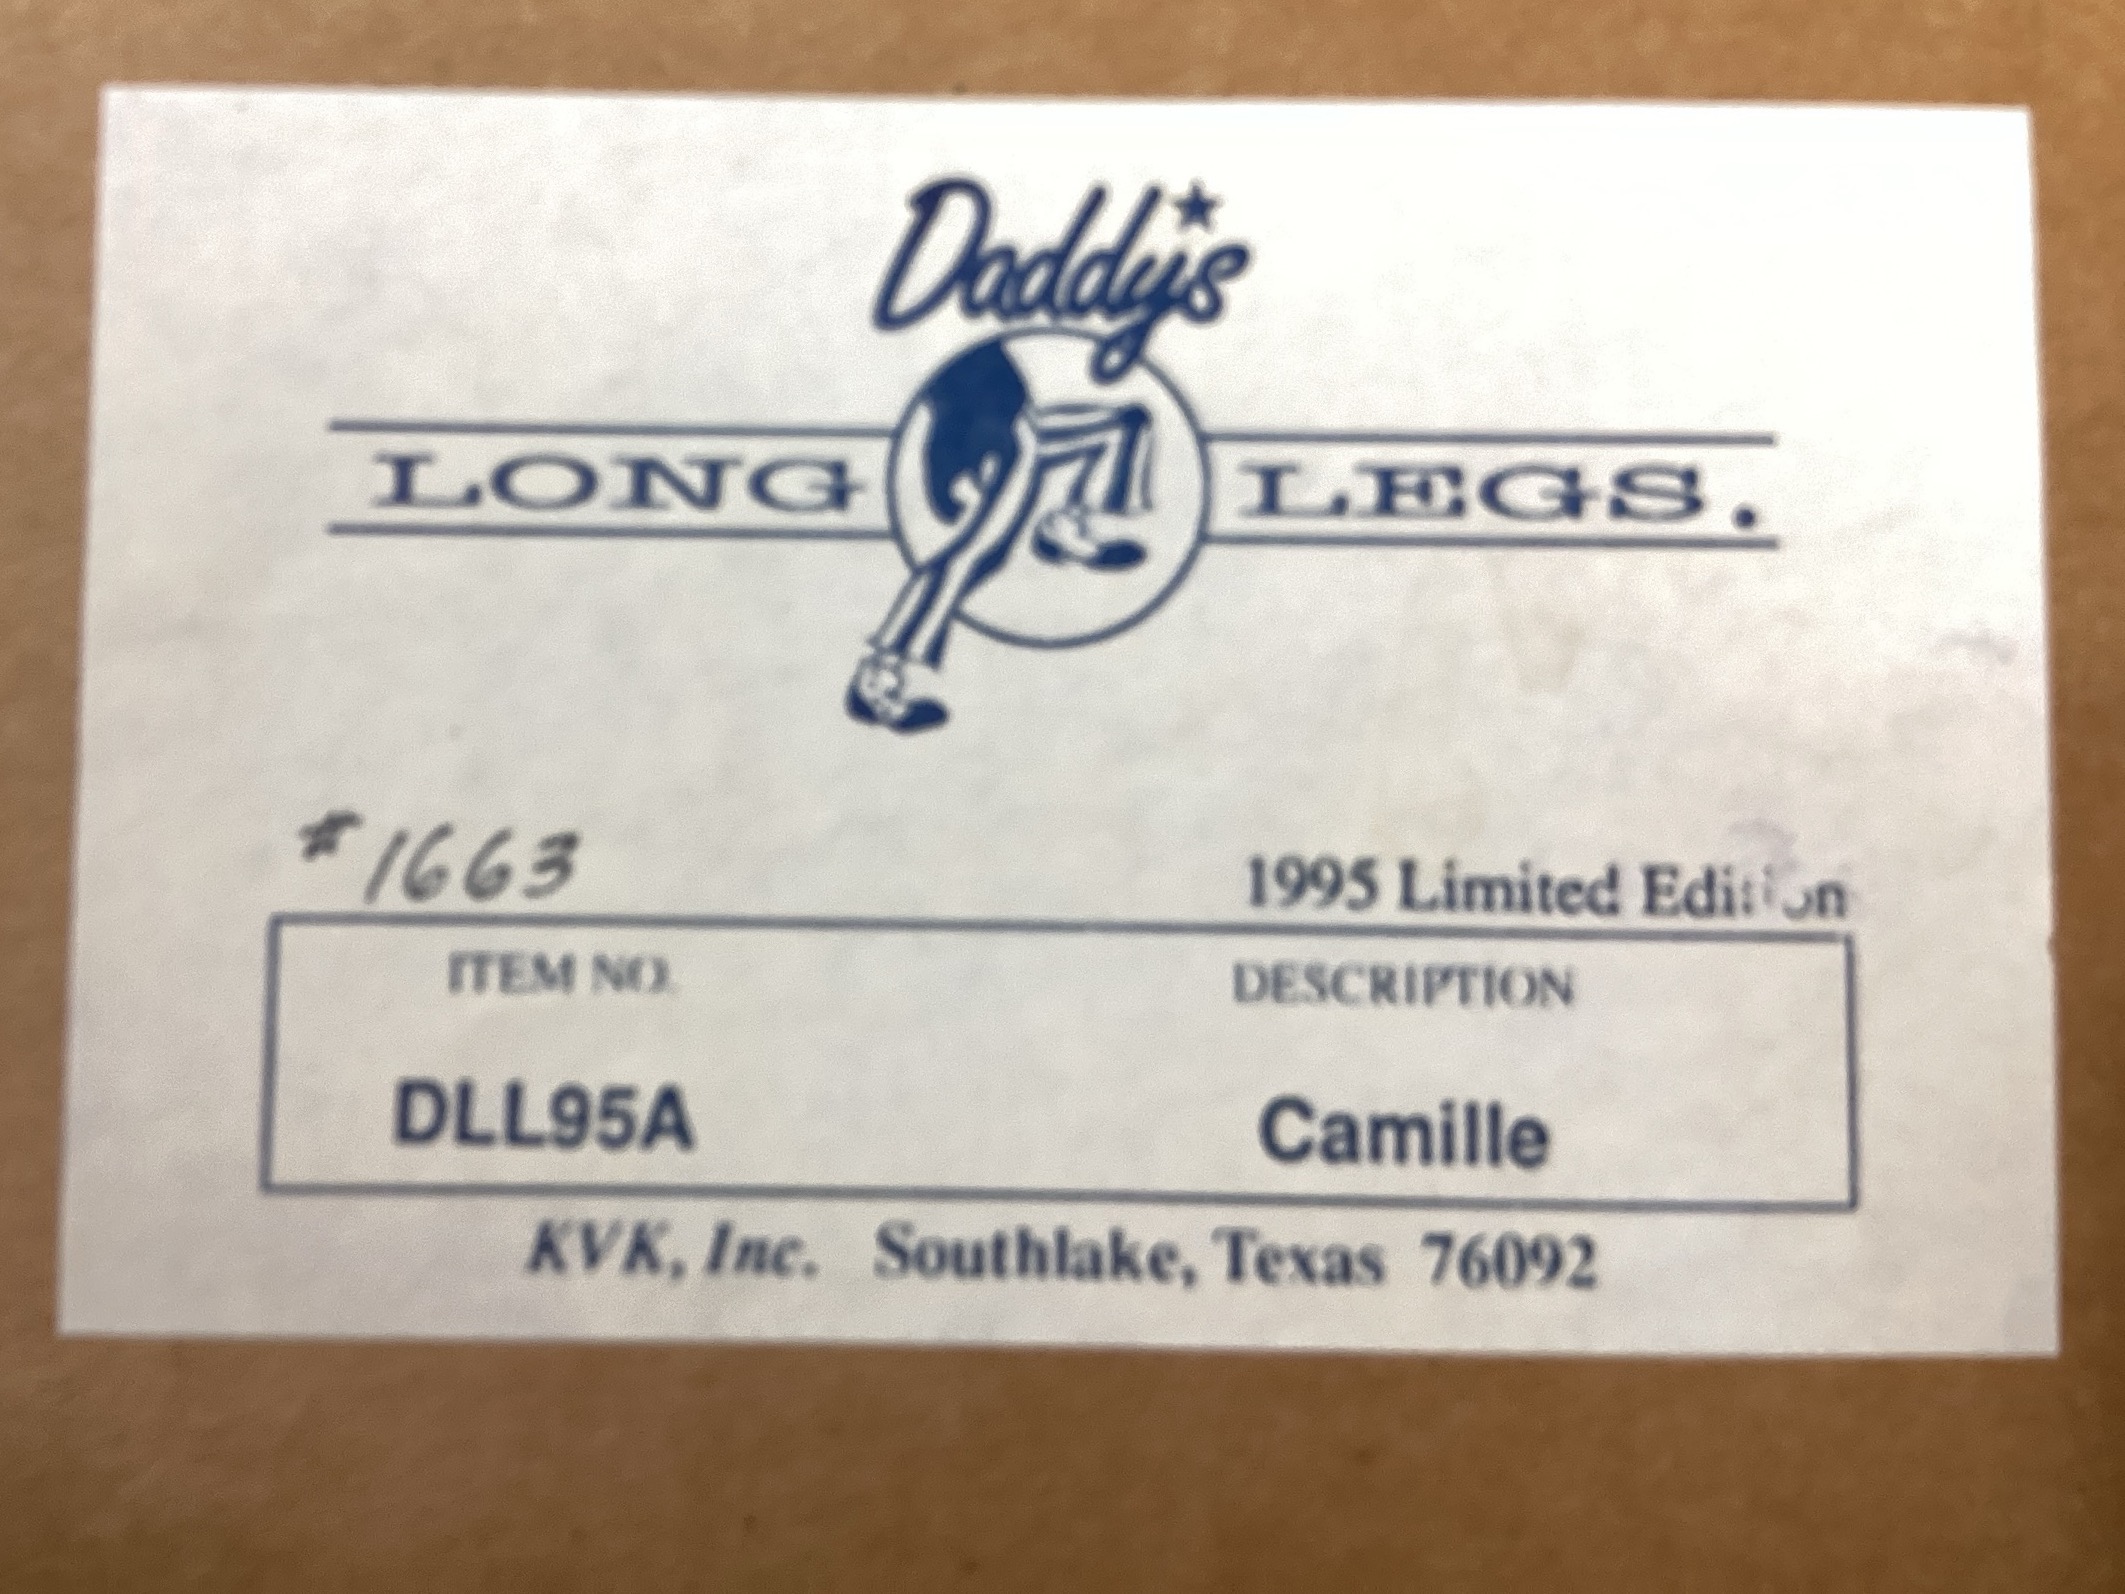 Daddy's
LONG LEGS.
#1663
1995 Limited Edition
ITEM NO. DESCRIPTION
DLL95A Camille
KVK, Inc. Southlake, Texas 76092